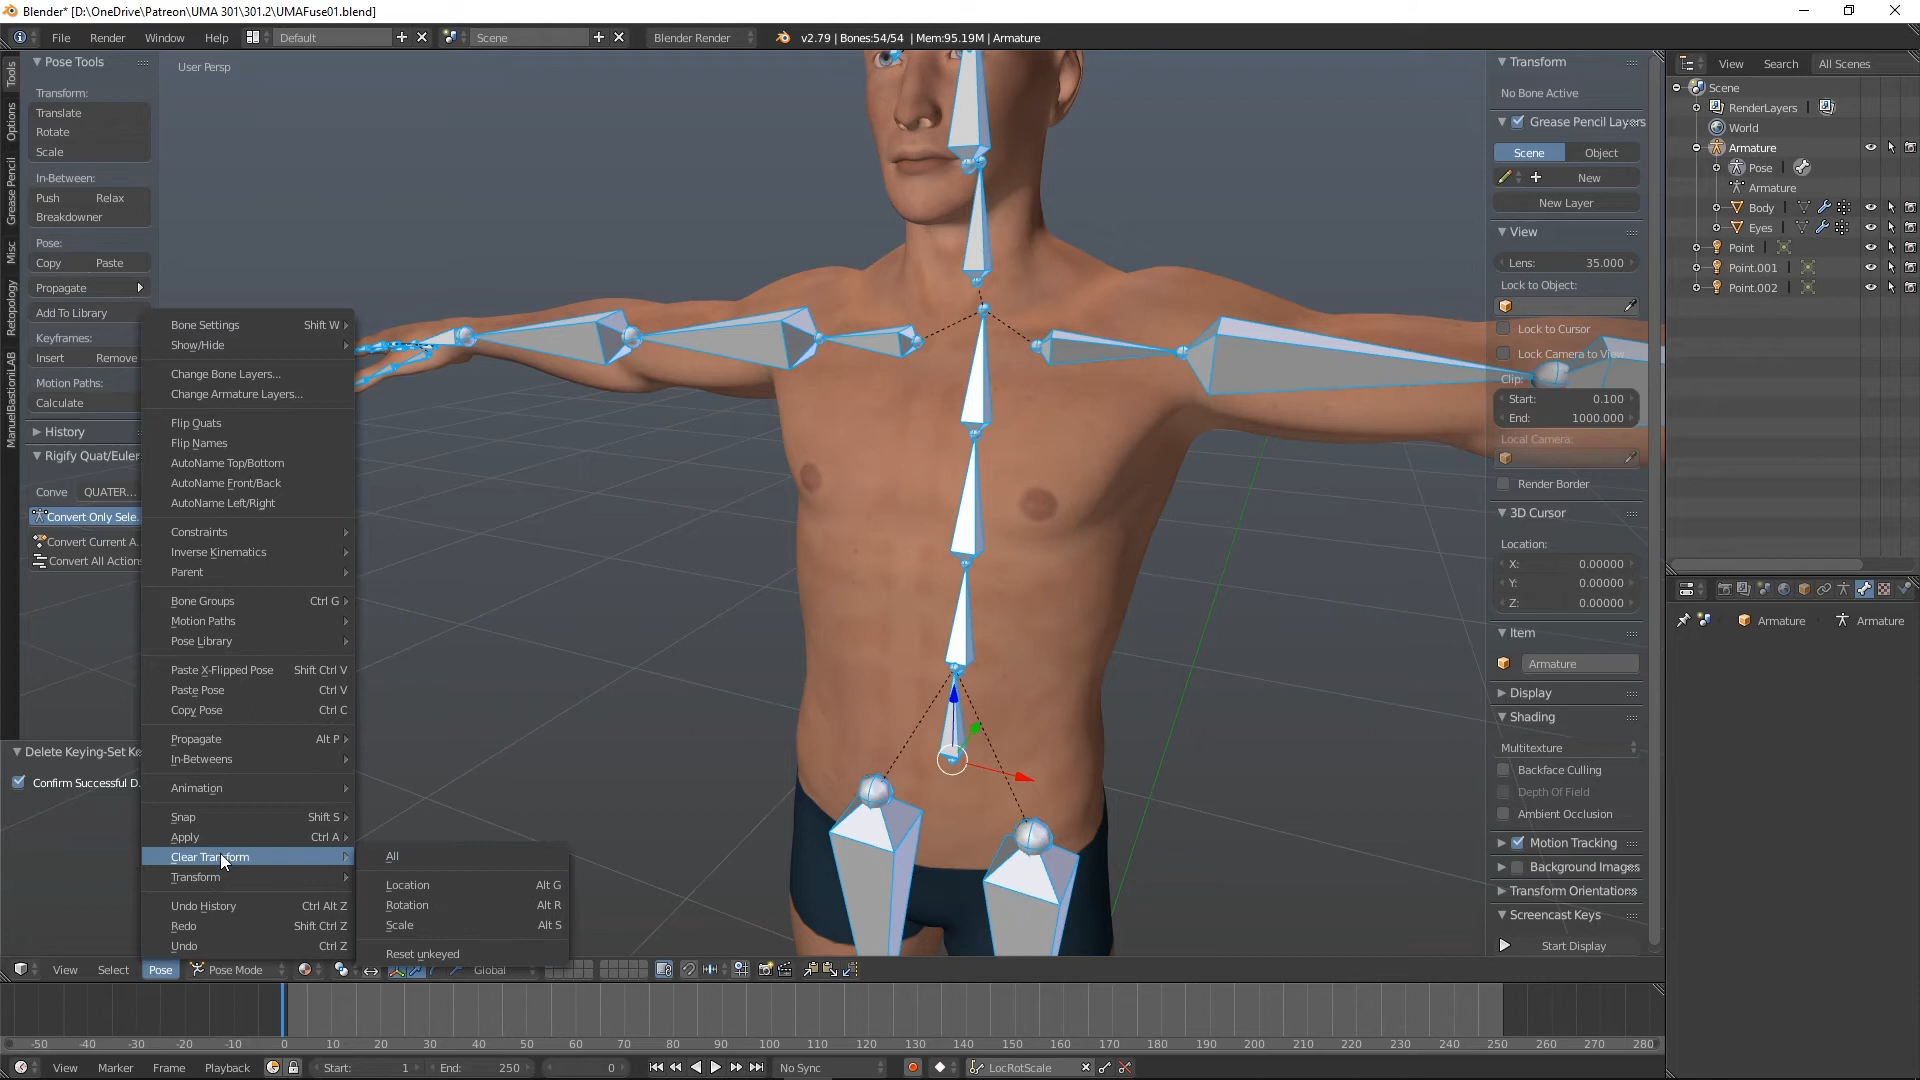 Blender* [D:\OneDrive\Patreon\UMA 301\301.2\UMAFuse01.blend]
File Render Window Help Default Scene Blender Render v2.79 | Bones:54/54 | Mem:95.19M | Armature
Tools
Options
Grease Pencil
Misc
Retopology
ManuelBastioniLAB
Pose Tools
Transform:
Translate
Rotate
Scale
In-Between:
Push Relax
Breakdowner
Pose:
Copy Paste
Propagate
Add To Library
Keyframes:
Insert Remove
Motion Paths:
Calculate
History
Rigify Quat/Euler
Conve QUATER...
Convert Only Sele.
Convert Current A.
Convert All Actions
Delete Keying-Set Ke
Confirm Successful D.
User Persp
Bone Settings Shift W
Show/Hide
Change Bone Layers...
Change Armature Layers...
Flip Quats
Flip Names
AutoName Top/Bottom
AutoName Front/Back
AutoName Left/Right
Constraints
Inverse Kinematics
Parent
Bone Groups Ctrl G
Motion Paths
Pose Library
Paste X-Flipped Pose Shift Ctrl V
Paste Pose Ctrl V
Copy Pose Ctrl C
Propagate Alt P
In-Betweens
Animation
Snap Shift S
Apply Ctrl A
Clear Transform
Transform
Undo History Ctrl Alt Z
Redo Shift Ctrl Z
Undo Ctrl Z
All
Location Alt G
Rotation Alt R
Scale Alt S
Reset unkeyed
Transform
No Bone Active
Grease Pencil Layers
Scene Object
New
New Layer
View
Lens: 35.000
Lock to Object:
Lock to Cursor
Lock Camera to View
Clip:
Start: 0.100
End: 1000.000
Local Camera:
Render Border
3D Cursor
Location:
X: 0.00000
Y: 0.00000
Z: 0.00000
Item
Armature
Display
Shading
Multitexture
Backface Culling
Depth Of Field
Ambient Occlusion
Motion Tracking
Background Images
Transform Orientations
Screencast Keys
Start Display
View Search All Scenes
Scene
RenderLayers
World
Armature
Pose
Armature
Body
Eyes
Point
Point.001
Point.002
Armature Armature
View Select Pose Pose Mode Global
-50 -40 -30 -20 -10 0 10 20 30 40 50 60 70 80 90 100 110 120 130 140 150 160 170 180 190 200 210 220 230 240 250 260 270 280
View Marker Frame Playback Start: 1 End: 250 0 No Sync LocRotScale